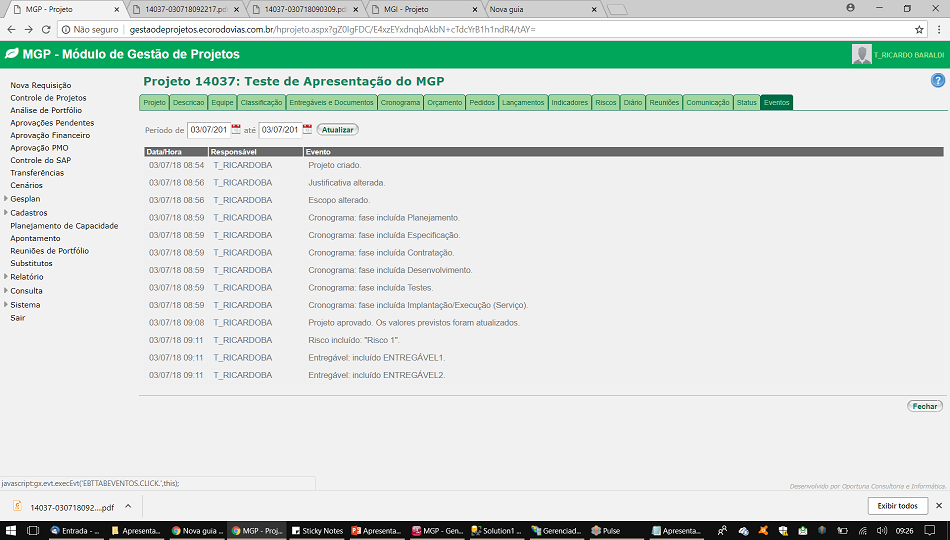 MGP - Projeto
14037-030718092217.pdf
14037-030718090309.pdf
MGI - Projeto
Nova guia
Não seguro
gestaodeprojetos.ecorodovias.com.br/hprojeto.aspx?gZ0IgFDC/E4xzEYxdnqbAkbN+cTdcYrB1h1ndR4/tAY=
MGP - Módulo de Gestão de Projetos
T_RICARDO BARALDI
Nova Requisição
Controle de Projetos
Análise de Portfólio
Aprovações Pendentes
Aprovação Financeiro
Aprovação PMO
Controle do SAP
Transferências
Cenários
Gesplan
Cadastros
Planejamento de Capacidade
Apontamento
Reuniões de Portfólio
Substitutos
Relatório
Consulta
Sistema
Sair
Projeto 14037: Teste de Apresentação do MGP
Projeto Descricao Equipe Classificação Entregáveis e Documentos Cronograma Orçamento Pedidos Lançamentos Indicadores Riscos Diário Reuniões Comunicação Status Eventos
Período de 03/07/201 até 03/07/201 Atualizar
Data/Hora Responsável Evento
03/07/18 08:54 T_RICARDOBA Projeto criado.
03/07/18 08:56 T_RICARDOBA Justificativa alterada.
03/07/18 08:56 T_RICARDOBA Escopo alterado.
03/07/18 08:59 T_RICARDOBA Cronograma: fase incluída Planejamento.
03/07/18 08:59 T_RICARDOBA Cronograma: fase incluída Especificação.
03/07/18 08:59 T_RICARDOBA Cronograma: fase incluída Contratação.
03/07/18 08:59 T_RICARDOBA Cronograma: fase incluída Desenvolvimento.
03/07/18 08:59 T_RICARDOBA Cronograma: fase incluída Testes.
03/07/18 08:59 T_RICARDOBA Cronograma: fase incluída Implantação/Execução (Serviço).
03/07/18 09:08 T_RICARDOBA Projeto aprovado. Os valores previstos foram atualizados.
03/07/18 09:11 T_RICARDOBA Risco incluído: "Risco 1".
03/07/18 09:11 T_RICARDOBA Entregável: incluído ENTREGÁVEL1.
03/07/18 09:11 T_RICARDOBA Entregável: incluído ENTREGÁVEL2.
Fechar
javascript:gx.evt.execEvt('EBTTABEVENTOS.CLICK.',this);
Desenvolvido por Oportuna Consultoria e Informática.
14037-030718092....pdf
Exibir todos
Entrada - ...
Apresenta...
Nova guia ...
MGP - Proj...
Sticky Notes
Apresenta...
MGP - Gen...
Solution1 ...
Gerenciad...
Pulse
Apresenta...
09:26